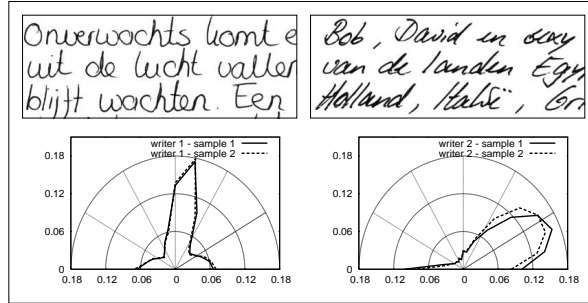 Onverwachts komt e
uit de lucht vallen
blijft wachten. Een
Bob, David en sexy
van de landen Egy
Holland, Italië, Gr
writer 1 - sample 1
writer 1 - sample 2
0.18
0.12
0.06
0
0.18 0.12 0.06 0 0.06 0.12 0.18
writer 2 - sample 1
writer 2 - sample 2
0.18
0.12
0.06
0
0.18 0.12 0.06 0 0.06 0.12 0.18